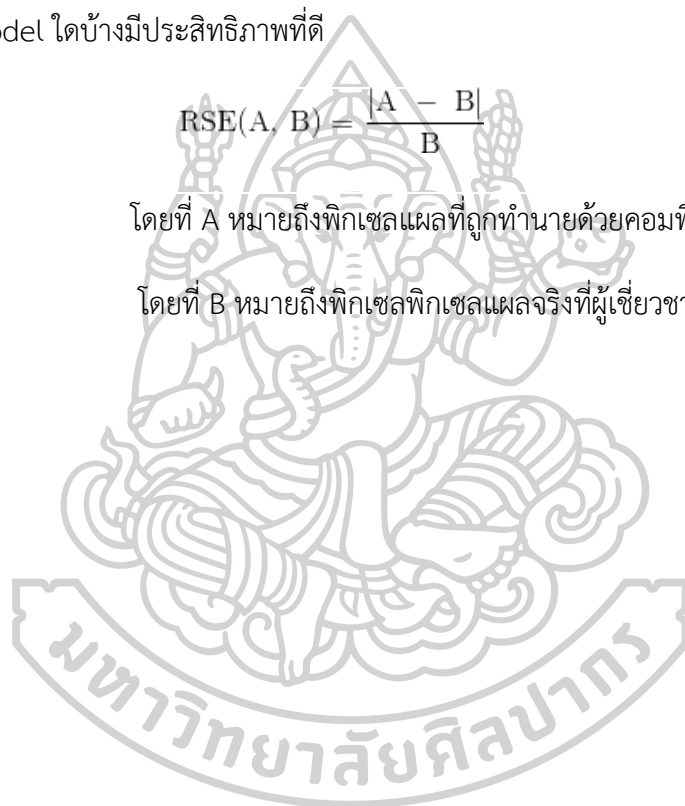 odel ใดบ้างมีประสิทธิภาพที่ดี
RSE(A, B) = |A − B| / B
โดยที่ A หมายถึงพิกเซลแผลที่ถูกทำนายด้วยคอมพิ
โดยที่ B หมายถึงพิกเซลพิกเซลแผลจริงที่ผู้เชี่ยวชา
มหาวิทยาลัยศิลปากร